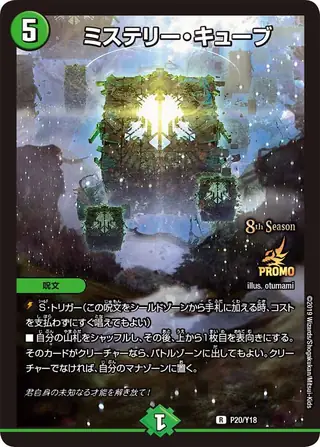 5
ミステリー・キューブ
8th Season
PROMO
illus. otumami
©2019 Wizards/Shogakukan/Mitsui-Kids
呪文
S・トリガー(この呪文をシールドゾーンから手札に加える時、コスト
を支払わずにすぐ唱えてもよい)
■自分の山札をシャッフルし、その後、上から1枚目を表向きにする。
そのカードがクリーチャーなら、バトルゾーンに出してもよい。クリー
チャーでなければ、自分のマナゾーンに置く。
君自身の未知なる才能を解き放て!
1
R P20/Y18